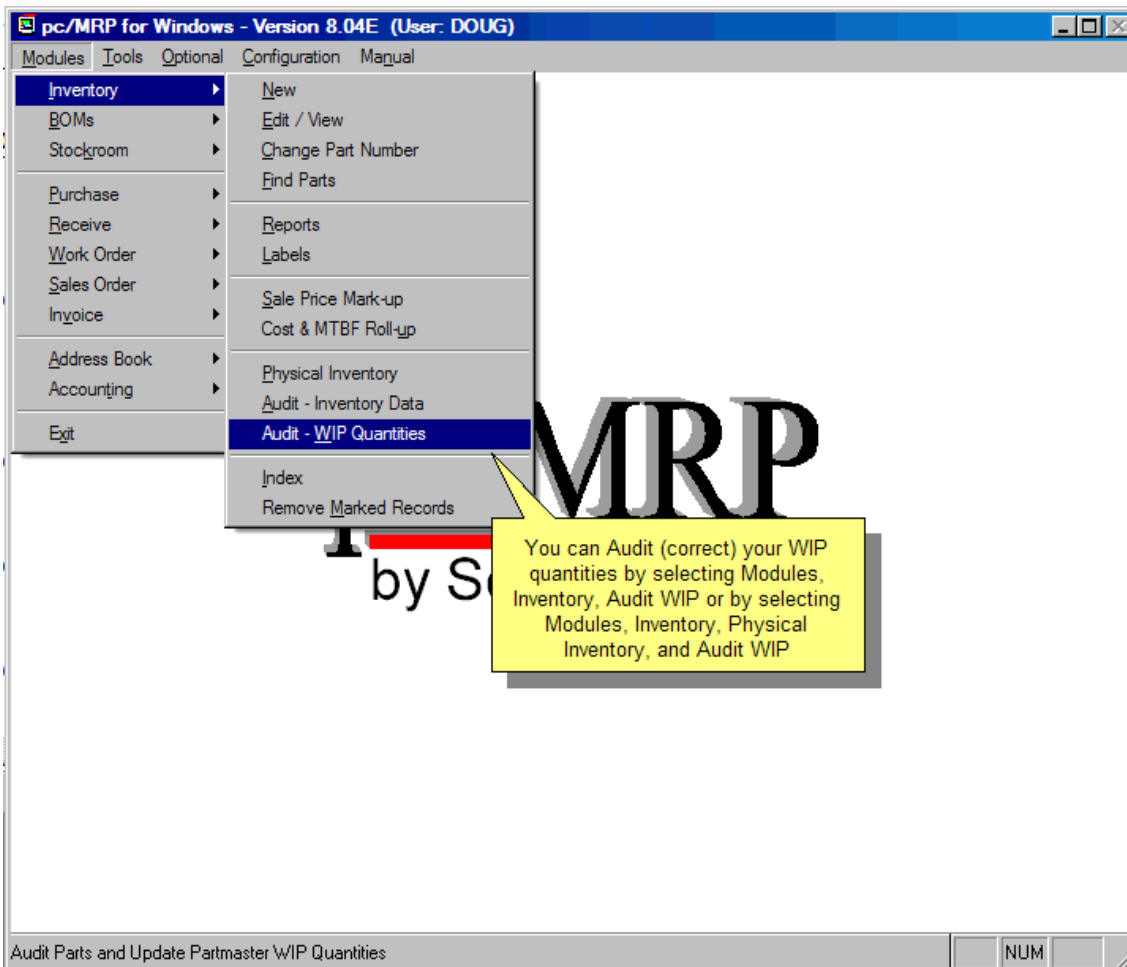 pc/MRP for Windows - Version 8.04E (User: DOUG)
Modules Tools Optional Configuration Manual
Inventory
BOMs
Stockroom
Purchase
Receive
Work Order
Sales Order
Invoice
Address Book
Accounting
Exit
New
Edit / View
Change Part Number
Find Parts
Reports
Labels
Sale Price Mark-up
Cost & MTBF Roll-up
Physical Inventory
Audit - Inventory Data
Audit - WIP Quantities
Index
Remove Marked Records
MRP
by
You can Audit (correct) your WIP
quantities by selecting Modules,
Inventory, Audit WIP or by selecting
Modules, Inventory, Physical
Inventory, and Audit WIP
Audit Parts and Update Partmaster WIP Quantities
NUM